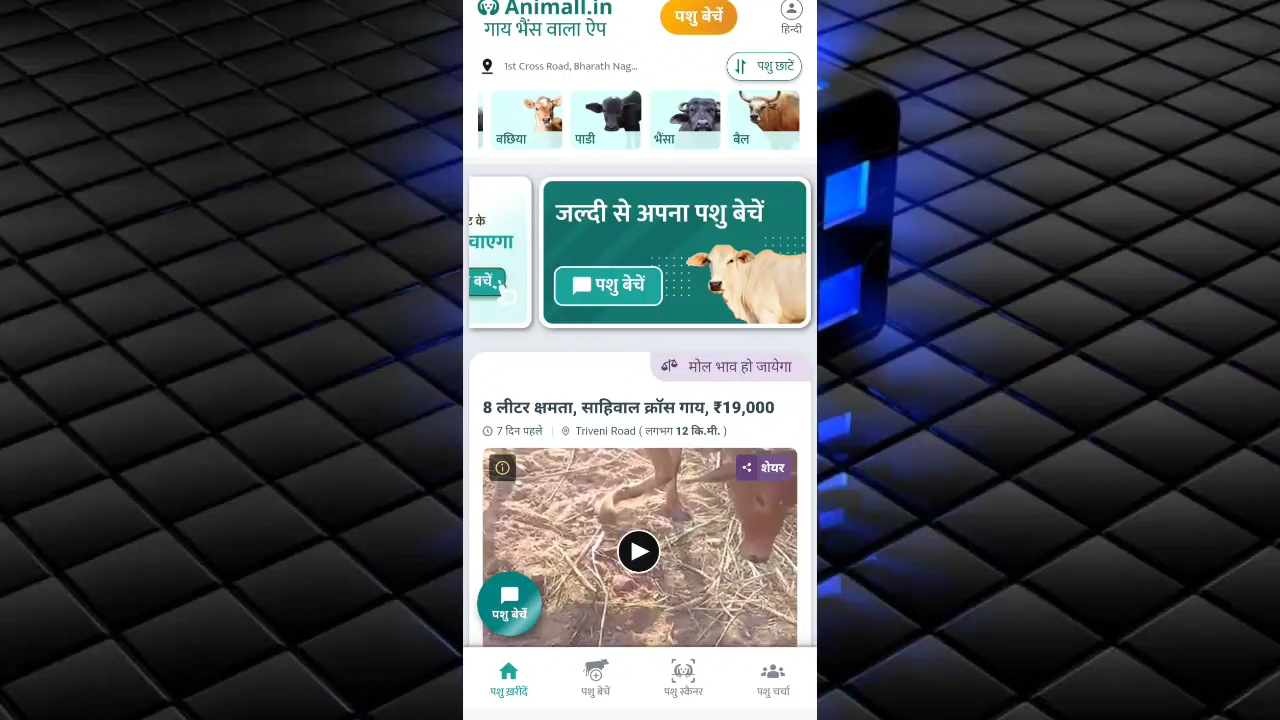 Animall.in
गाय भैंस वाला ऐप
पशु बेचें
हिन्दी
1st Cross Road, Bharath Nag...
पशु छाटें
बछिया
पाडी
भैंसा
बैल
के
चाएगा
बचें
जल्दी से अपना पशु बेचें
पशु बेचें
मोल भाव हो जायेगा
8 लीटर क्षमता, साहिवाल क्रॉस गाय, ₹19,000
7 दिन पहले
Triveni Road ( लगभग 12 कि.मी. )
शेयर
पशु बेचें
पशु ख़रीदें
पशु बेचें
पशु स्कैनर
पशु चर्चा